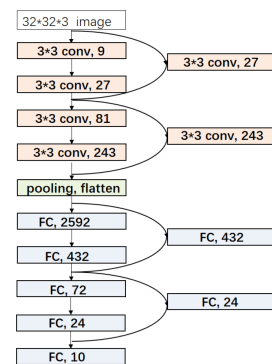 32*32*3 image
3*3 conv, 9
3*3 conv, 27
3*3 conv, 27
3*3 conv, 81
3*3 conv, 243
3*3 conv, 243
pooling, flatten
FC, 2592
FC, 432
FC, 432
FC, 72
FC, 24
FC, 24
FC, 10